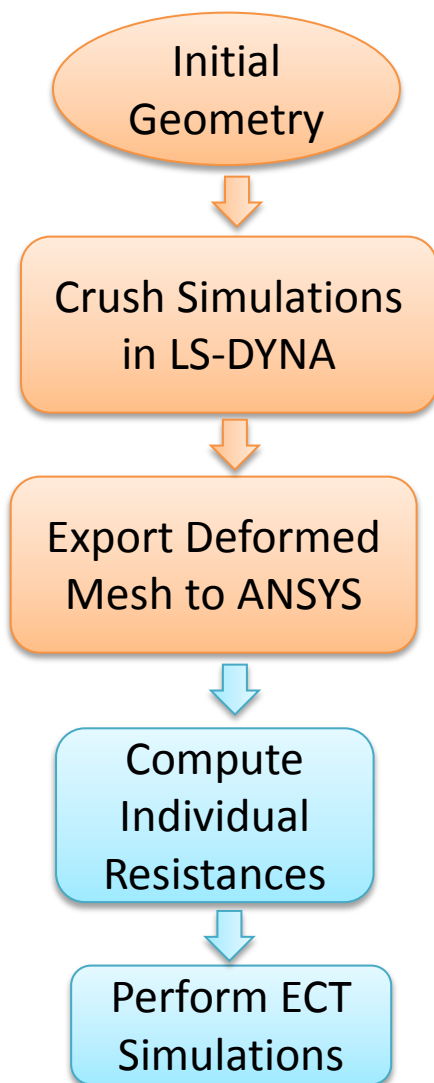 Initial
Geometry
Crush Simulations
in LS-DYNA
Export Deformed
Mesh to ANSYS
Compute
Individual
Resistances
Perform ECT
Simulations